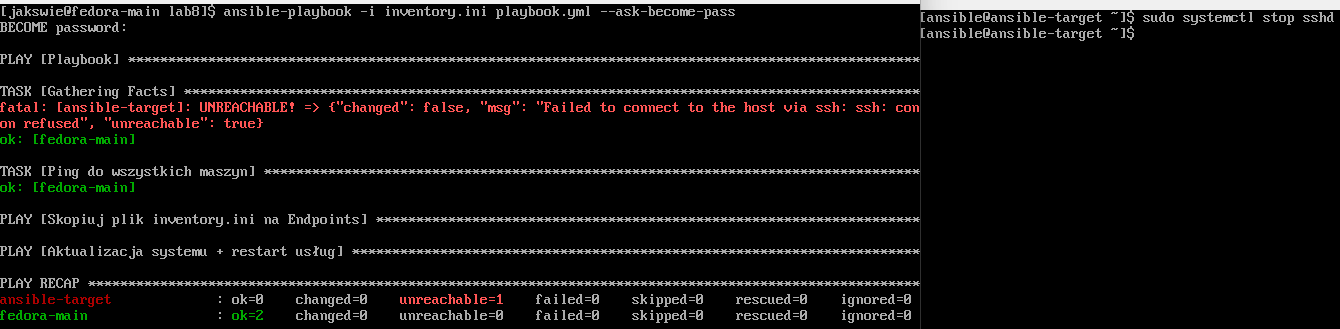 [jakswie@fedora-main lab8]$ ansible-playbook -i inventory.ini playbook.yml --ask-become-pass
BECOME password:
PLAY [Playbook] ***************************************************************************************************
TASK [Gathering Facts] ********************************************************************************************
fatal: [ansible-target]: UNREACHABLE! => {"changed": false, "msg": "Failed to connect to the host via ssh: ssh: con
on refused", "unreachable": true}
ok: [fedora-main]
TASK [Ping do wszystkich maszyn] **********************************************************************************
ok: [fedora-main]
PLAY [Skopiuj plik inventory.ini na Endpoints] ********************************************************************
PLAY [Aktualizacja systemu + restart usług] ***********************************************************************
PLAY RECAP ********************************************************************************************************
ansible-target             : ok=0    changed=0    unreachable=1    failed=0    skipped=0    rescued=0    ignored=0
fedora-main                : ok=2    changed=0    unreachable=0    failed=0    skipped=0    rescued=0    ignored=0
[ansible@ansible-target ~]$ sudo systemctl stop sshd
[ansible@ansible-target ~]$